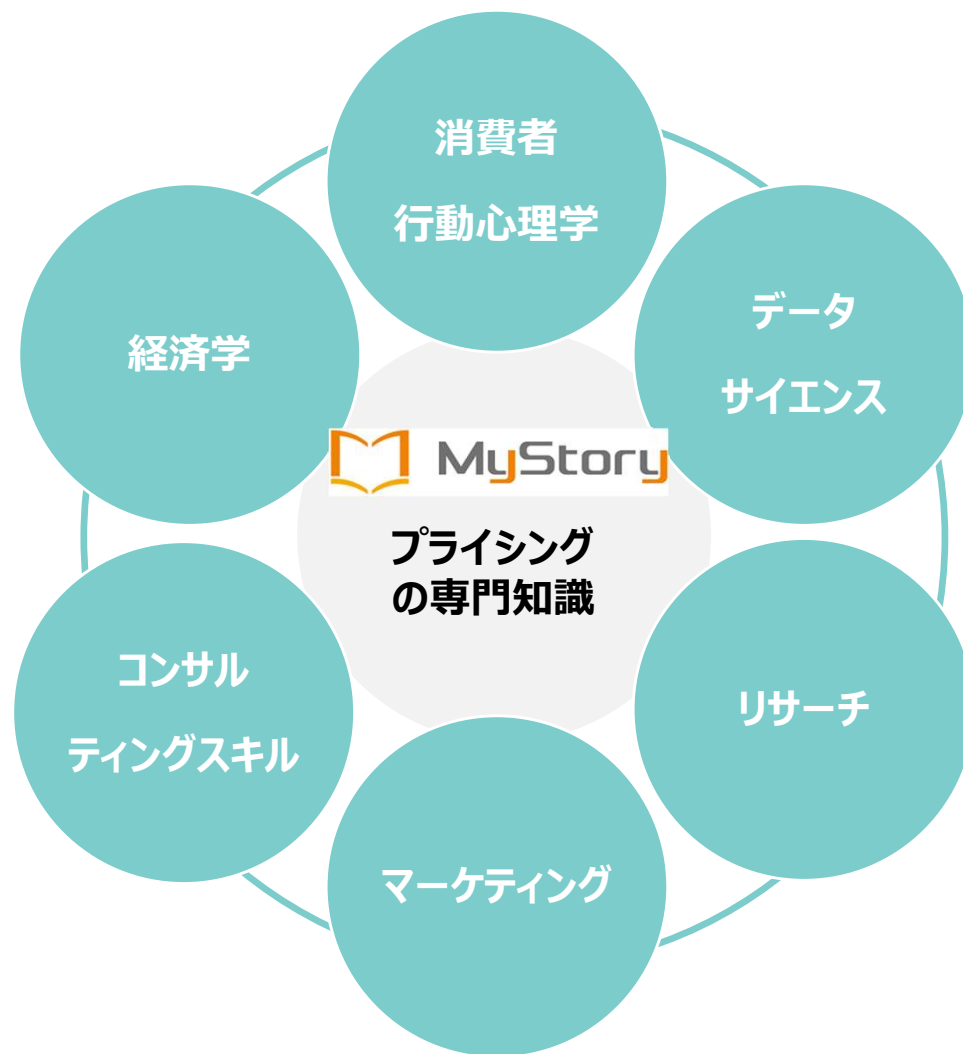 消費者
行動心理学
データ
サイエンス
経済学
MyStory
プライシング
の専門知識
コンサル
ティングスキル
リサーチ
マーケティング